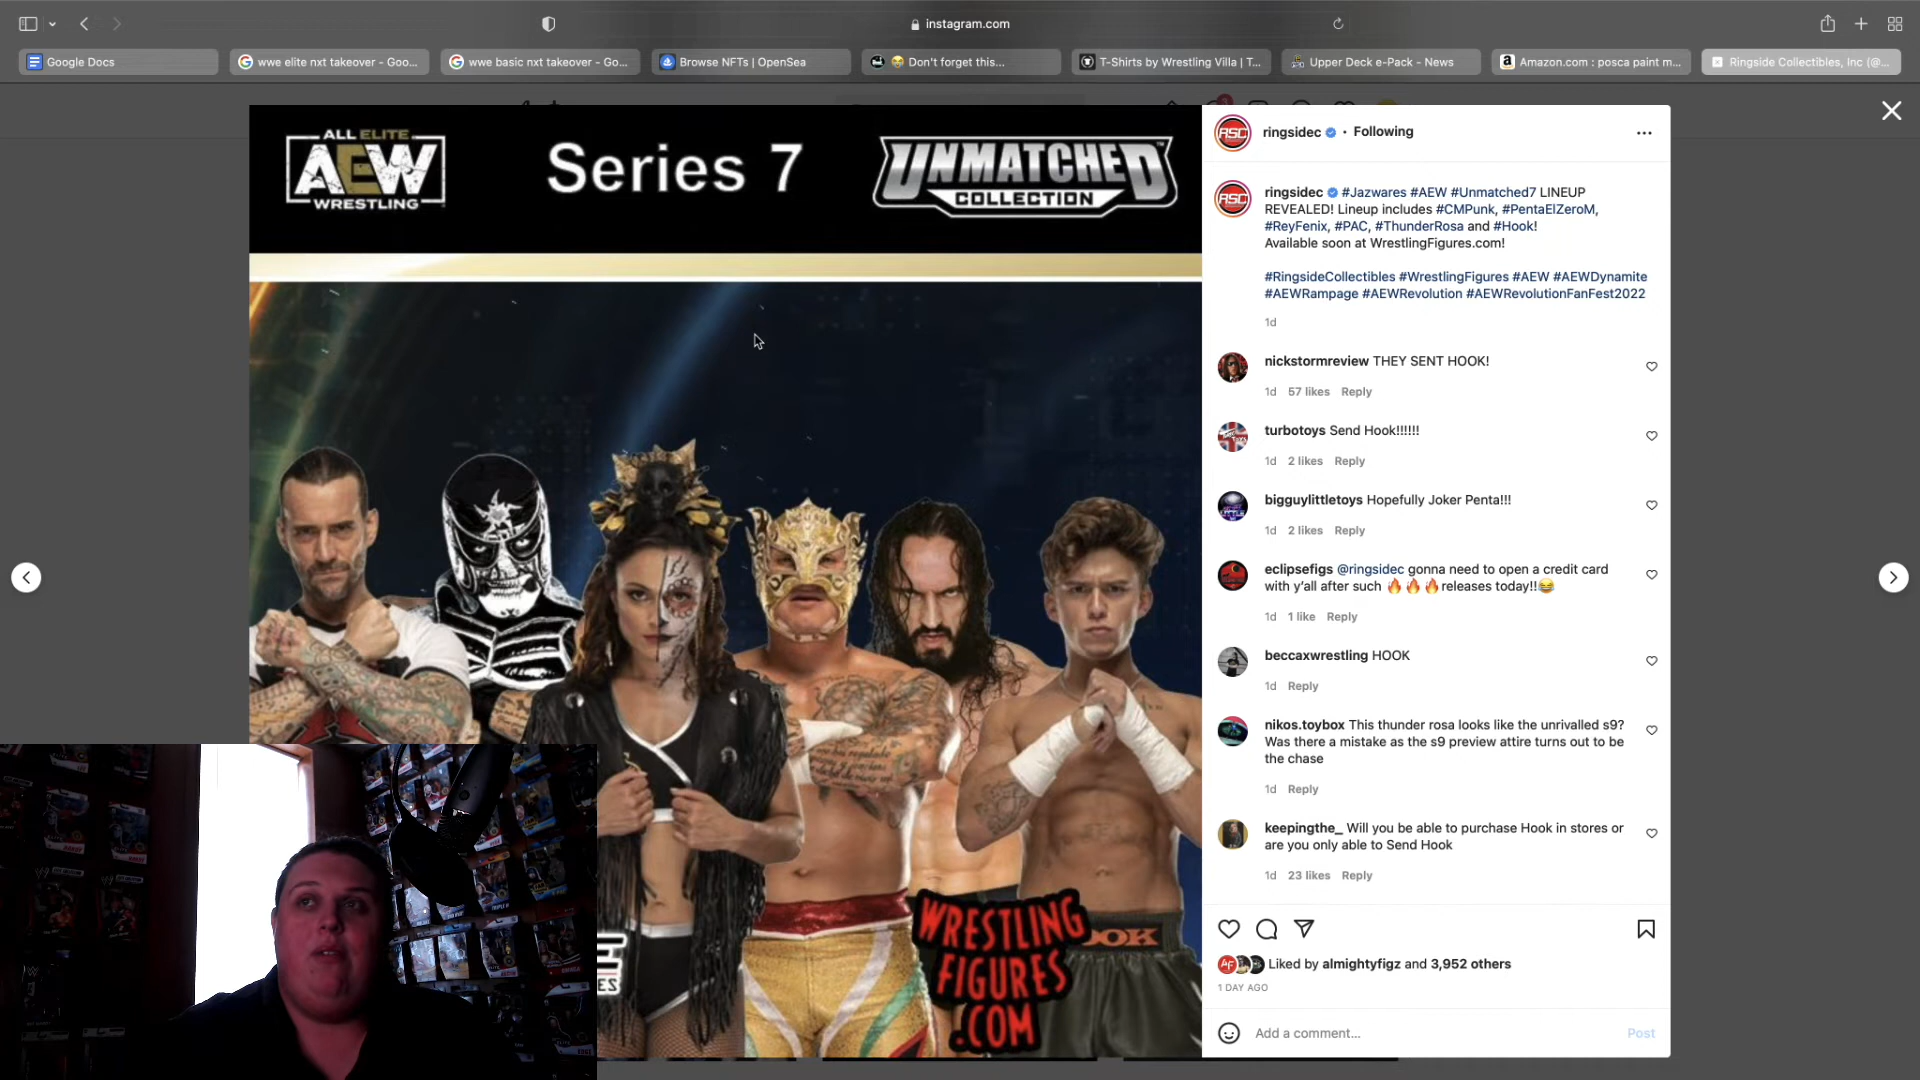 instagram.com
Google Docs
wwe elite nxt takeover - Goo...
wwe basic nxt takeover - Go...
Browse NFTs | OpenSea
Don't forget this...
T-Shirts by Wrestling Villa | T...
Upper Deck e-Pack - News
Amazon.com : posca paint m...
Ringside Collectibles, Inc (@...
ALL ELITE
AEW
WRESTLING
Series 7
UNMATCHED
COLLECTION
OOK
WRESTLING
FIGURES
.COM
ES
RSC
ringsidec • Following
RSC
ringsidec #Jazwares #AEW #Unmatched7 LINEUP
REVEALED! Lineup includes #CMPunk, #PentaElZeroM,
#ReyFenix, #PAC, #ThunderRosa and #Hook!
Available soon at WrestlingFigures.com!
#RingsideCollectibles #WrestlingFigures #AEW #AEWDynamite
#AEWRampage #AEWRevolution #AEWRevolutionFanFest2022
1d
nickstormreview THEY SENT HOOK!
1d 57 likes Reply
turbotoys Send Hook!!!!!!
1d 2 likes Reply
bigguylittletoys Hopefully Joker Penta!!!
1d 2 likes Reply
eclipsefigs @ringsidec gonna need to open a credit card
with y'all after such 🔥🔥🔥releases today!!😂
1d 1 like Reply
beccaxwrestling HOOK
1d Reply
nikos.toybox This thunder rosa looks like the unrivalled s9?
Was there a mistake as the s9 preview attire turns out to be
the chase
1d Reply
keepingthe_ Will you be able to purchase Hook in stores or
are you only able to Send Hook
1d 23 likes Reply
Liked by almightyfigz and 3,952 others
1 DAY AGO
Add a comment...
Post